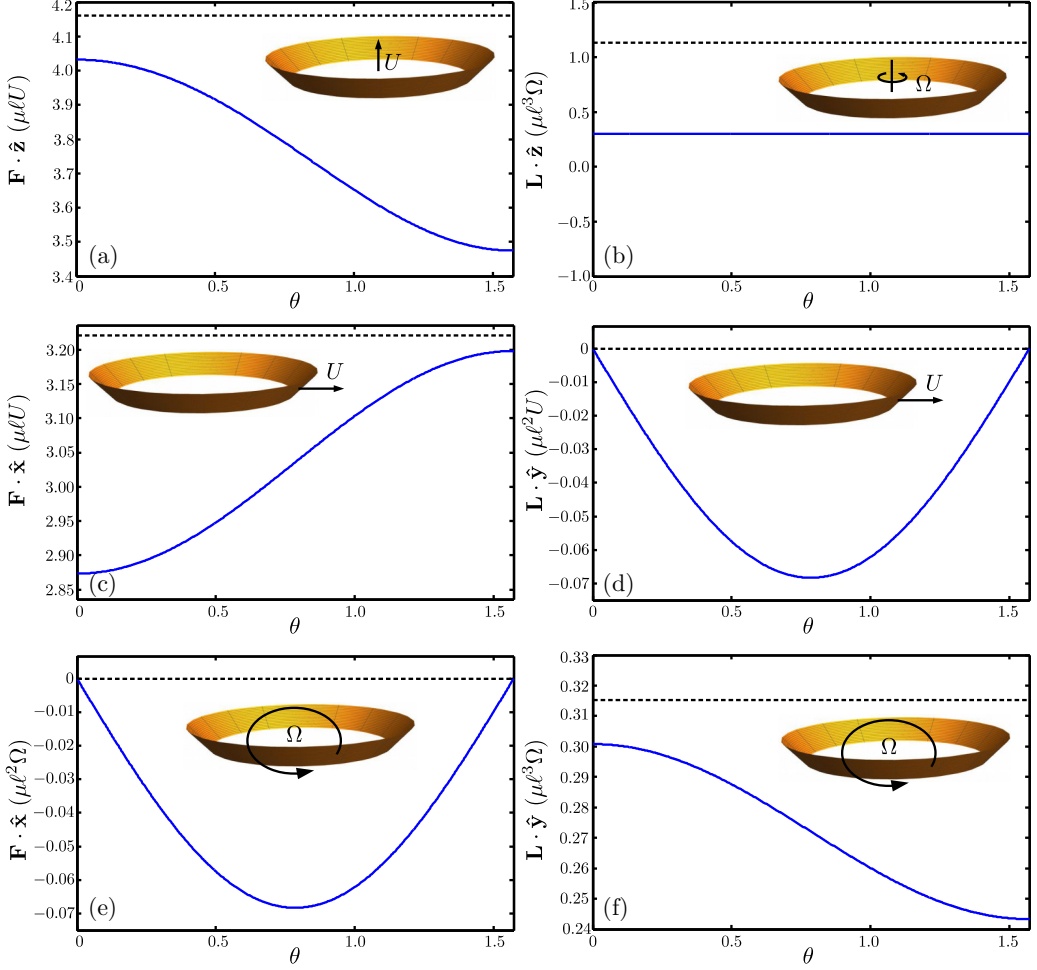 4.2
4.1
4.0
3.9
3.8
3.7
3.6
3.5
3.4
F · ẑ (μℓU)
U
(a)
0 0.5 1.0 1.5
θ
1.5
1.0
0.5
0.0
−0.5
−1.0
L · ẑ (μℓ³Ω)
Ω
(b)
0 0.5 1.0 1.5
θ
3.20
3.15
3.10
3.05
3.00
2.95
2.90
2.85
F · x̂ (μℓU)
U
(c)
0 0.5 1.0 1.5
θ
0
−0.01
−0.02
−0.03
−0.04
−0.05
−0.06
−0.07
L · ŷ (μℓ²U)
U
(d)
0 0.5 1.0 1.5
θ
0
−0.01
−0.02
−0.03
−0.04
−0.05
−0.06
−0.07
F · x̂ (μℓ²Ω)
Ω
(e)
0 0.5 1.0 1.5
θ
0.33
0.32
0.31
0.30
0.29
0.28
0.27
0.26
0.25
0.24
L · ŷ (μℓ³Ω)
Ω
(f)
0 0.5 1.0 1.5
θ